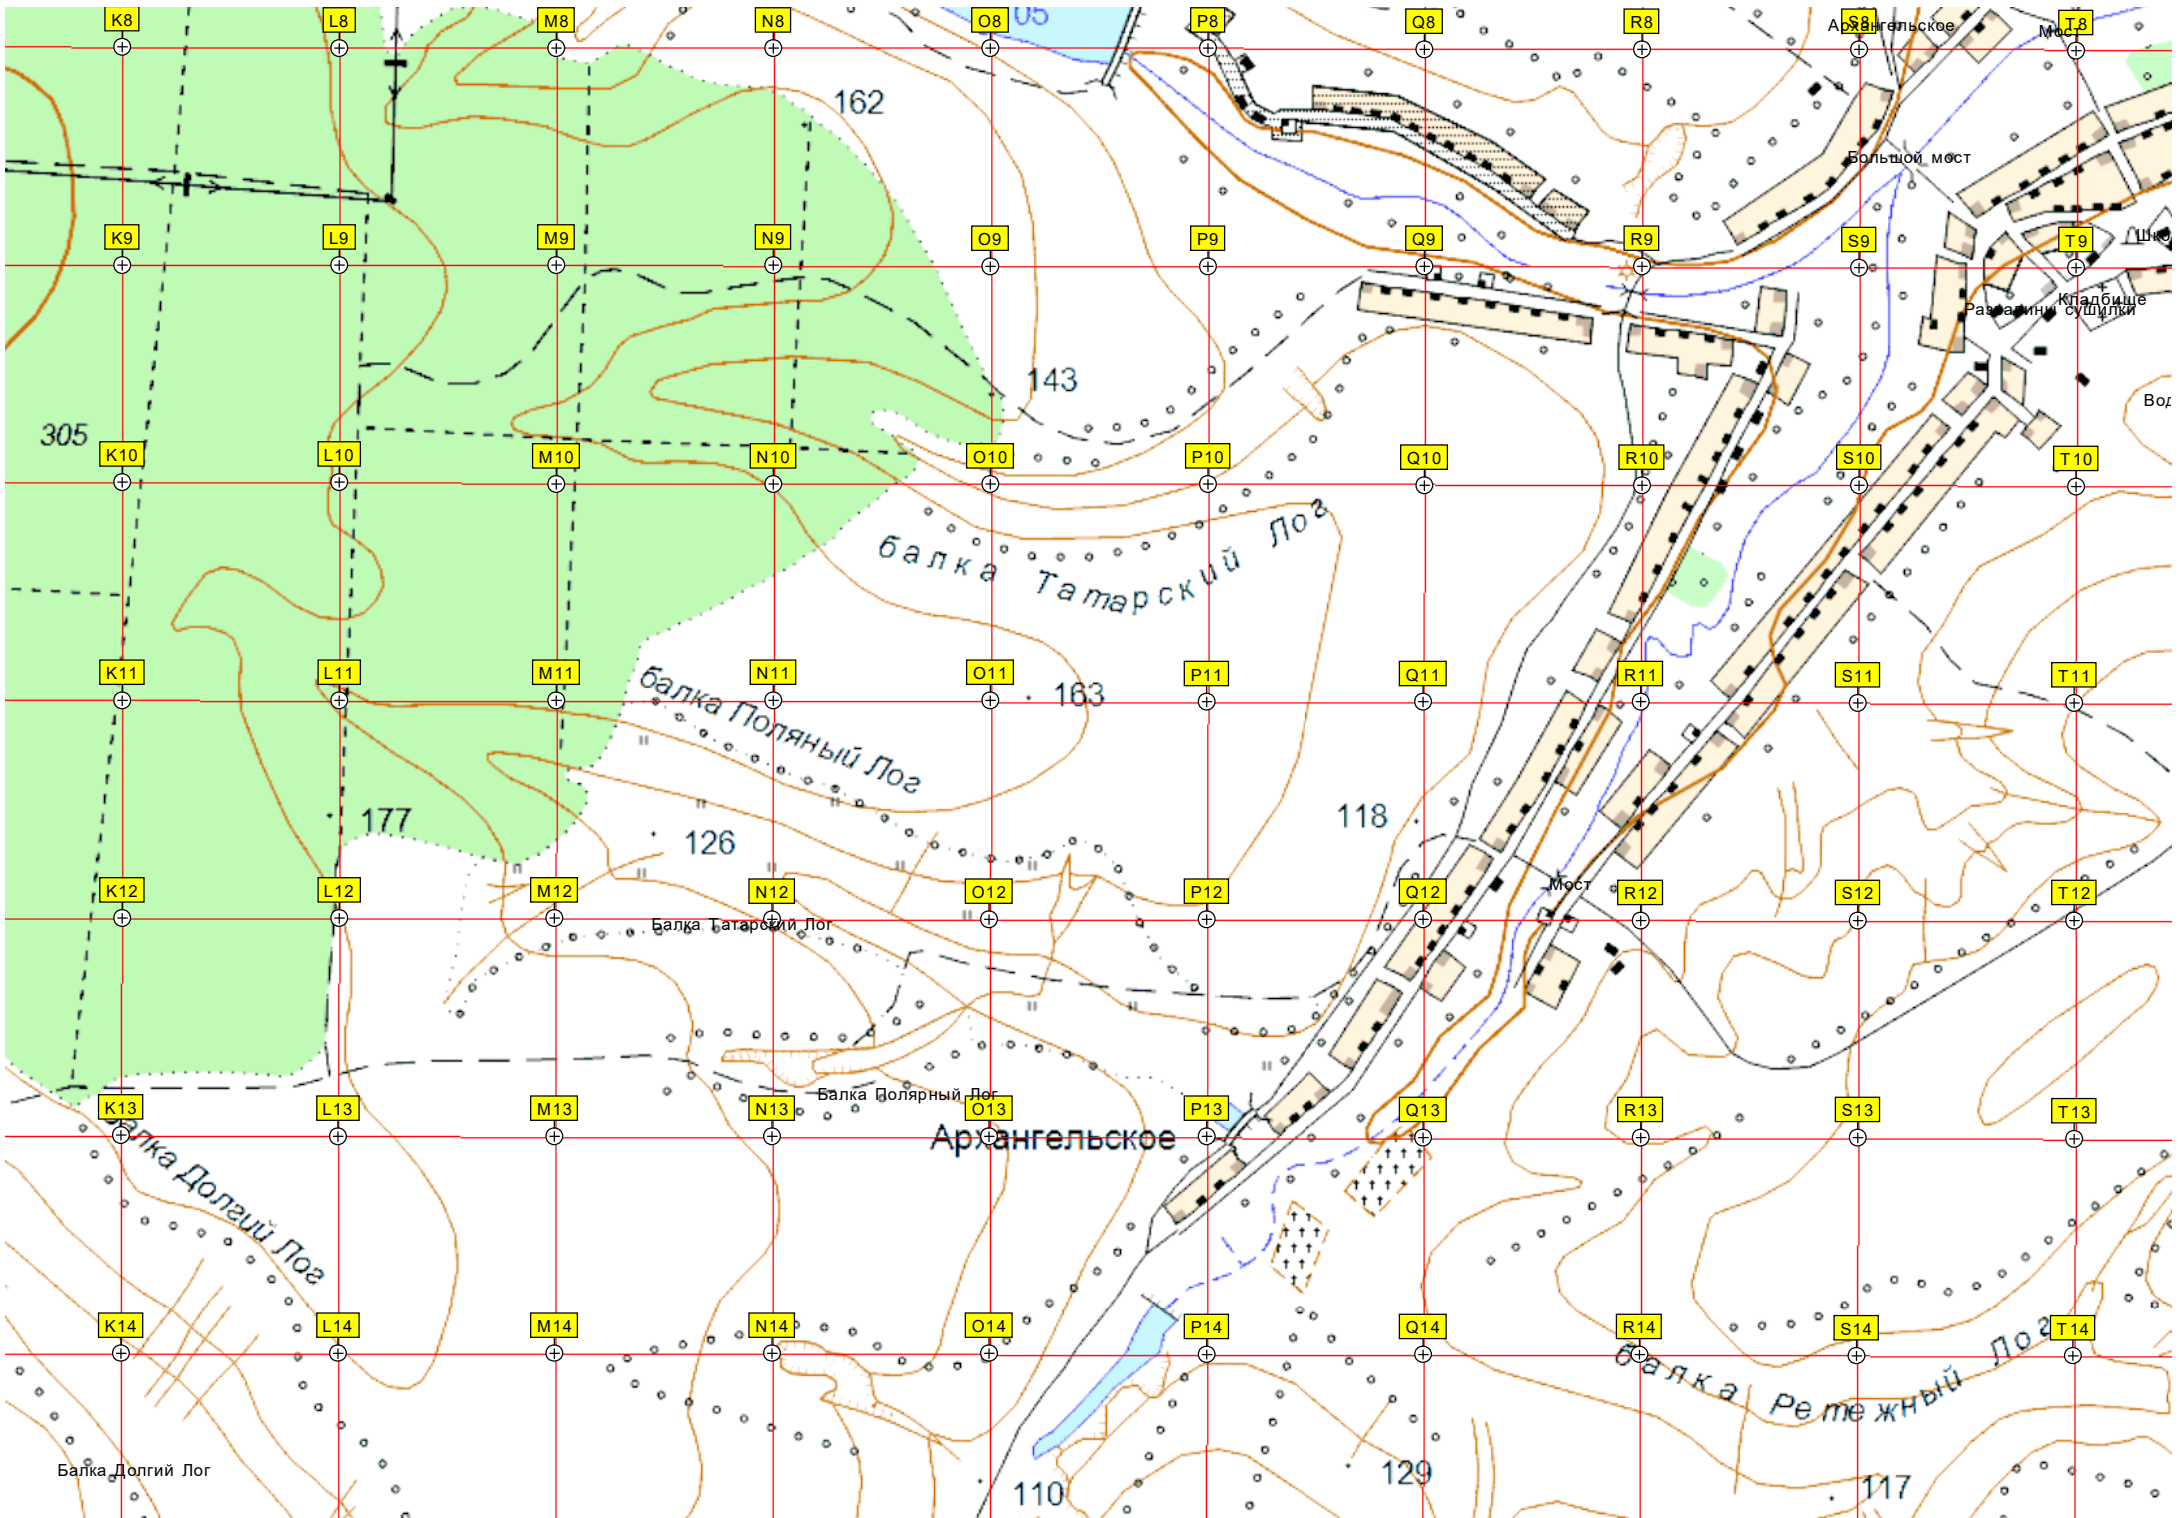 K8 L8 M8 N8 O8 05 P8 Q8 R8 S8 T8
Архангельское
Мост
162
Большой мост
K9 L9 M9 N9 O9 P9 Q9 R9 S9 T9
Шко
Кладбище
Развалины сушилки
143
Вод
305
K10 L10 M10 N10 O10 P10 Q10 R10 S10 T10
балка Татарский Лог
K11 L11 M11 N11 O11 P11 Q11 R11 S11 T11
балка Поляный Лог
163
177
126
118
Мост
K12 L12 M12 N12 O12 P12 Q12 R12 S12 T12
Балка Татарский Лог
Балка Полярный Лог
K13 L13 M13 N13 O13 P13 Q13 R13 S13 T13
Архангельское
балка Долгий Лог
K14 L14 M14 N14 O14 P14 Q14 R14 S14 T14
балка Ретежный Лог
Балка Долгий Лог
110
129
117